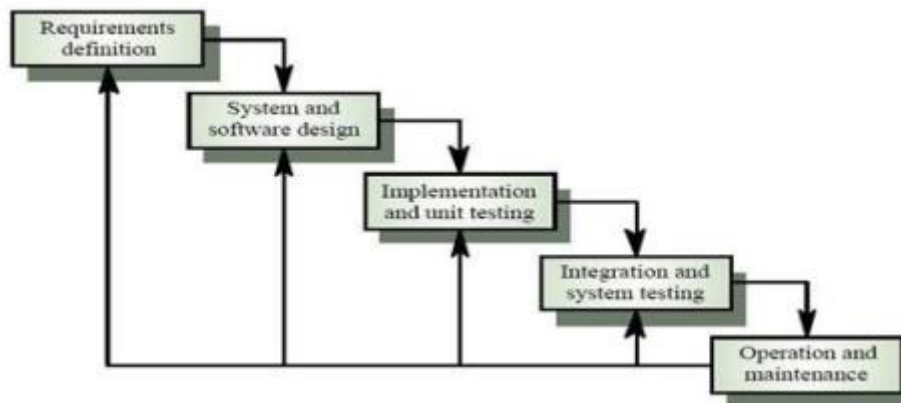 Requirements
definition
System and
software design
Implementation
and unit testing
Integration and
system testing
Operation and
maintenance